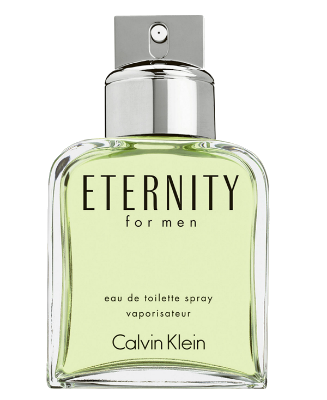 ETERNITY
for men
eau de toilette spray
vaporisateur
Calvin Klein